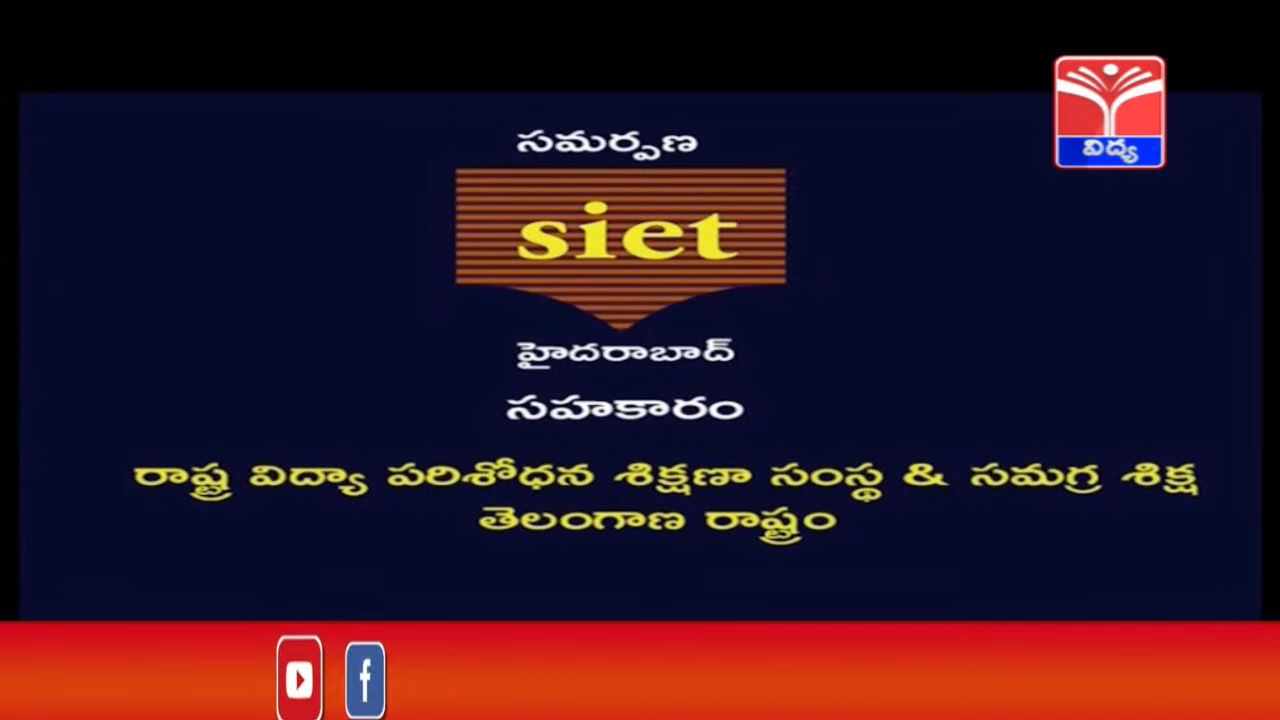 సమర్పణ
విద్య
siet
హైదరాబాద్
సహకారం
రాష్ట్ర విద్యా పరిశోధన శిక్షణా సంస్థ & సమగ్ర శిక్ష
తెలంగాణ రాష్ట్రం
f